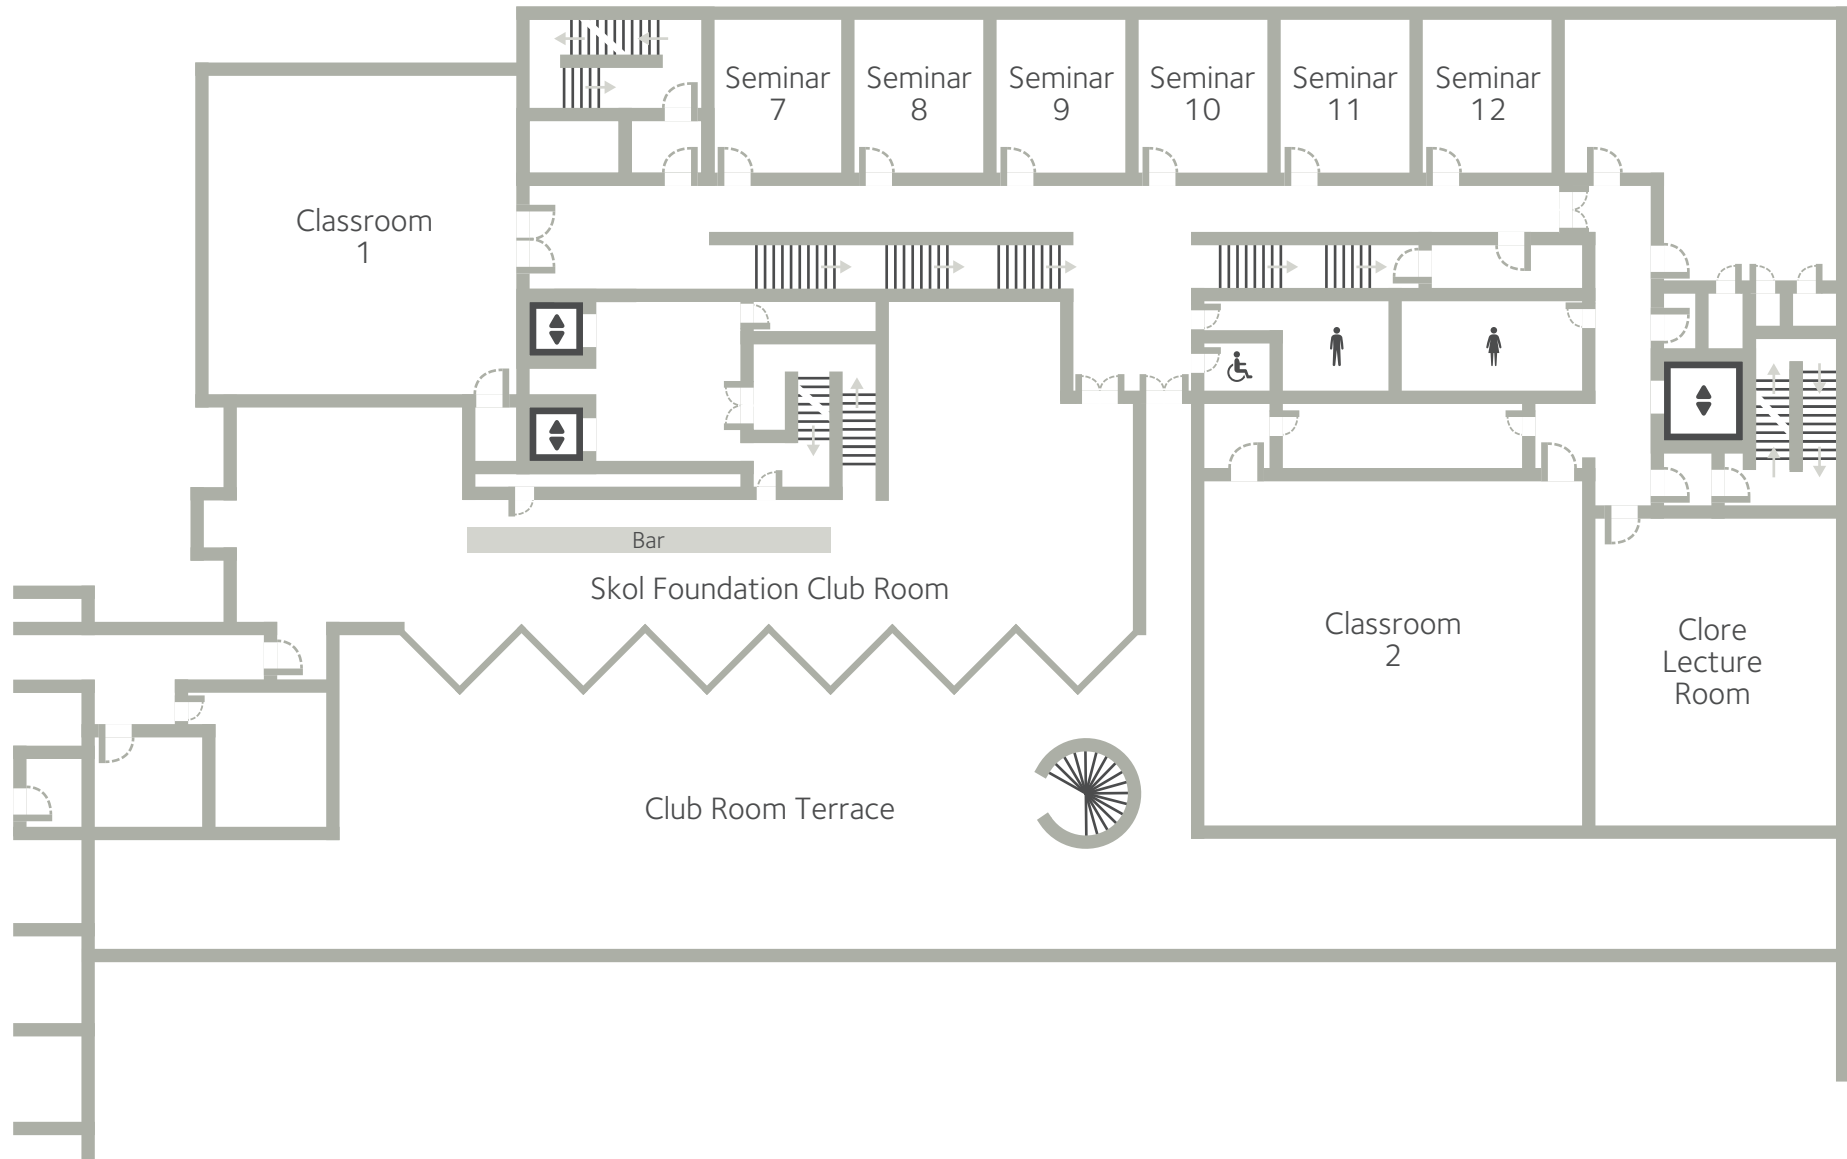 Seminar
7
Seminar
8
Seminar
9
Seminar
10
Seminar
11
Seminar
12
Classroom
1
Bar
Skol Foundation Club Room
Classroom
2
Clore
Lecture
Room
Club Room Terrace